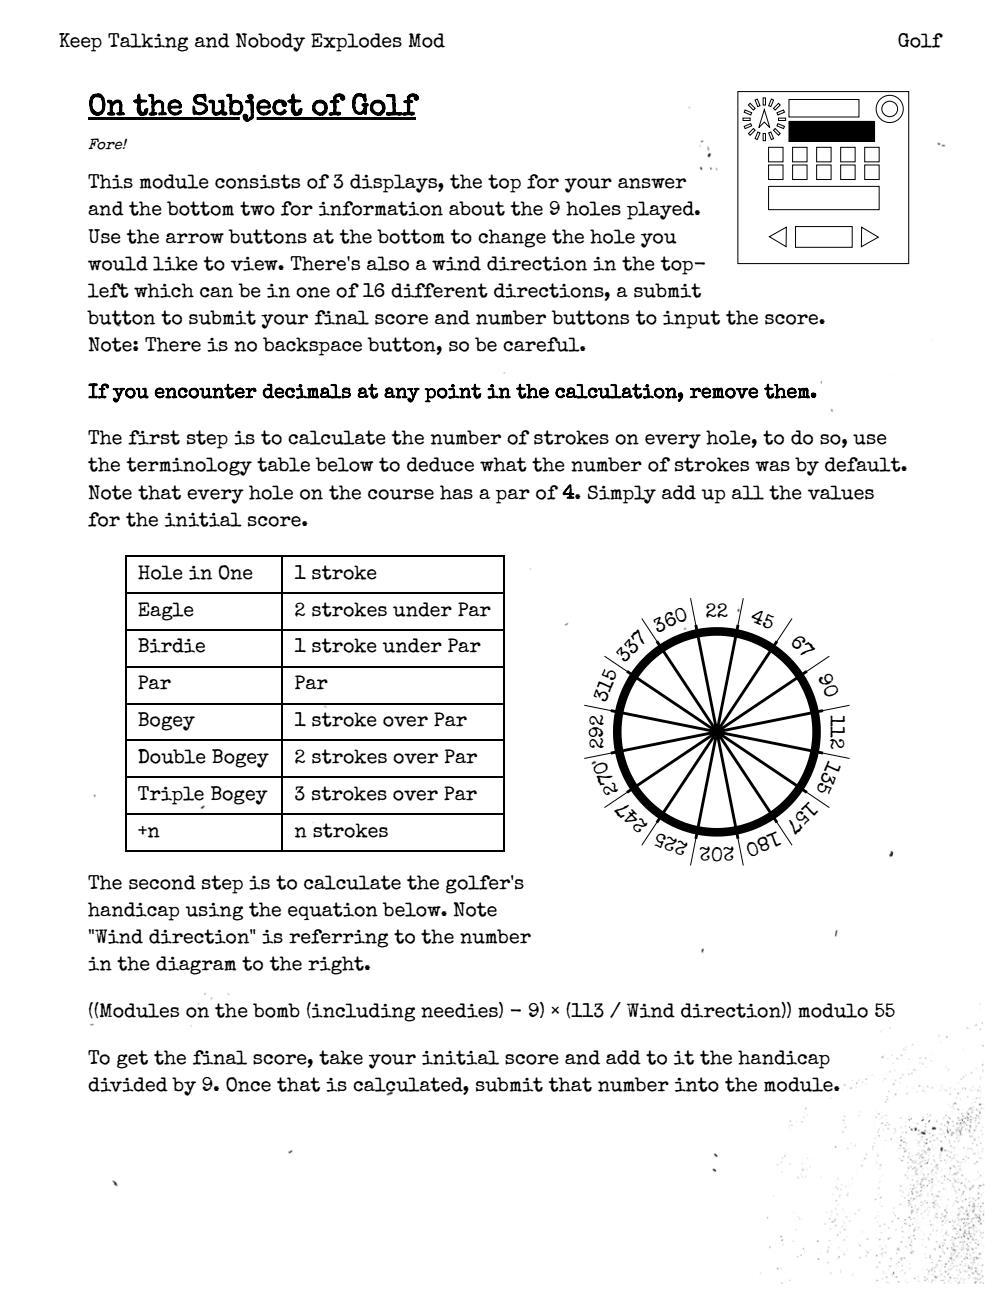 Keep Talking and Nobody Explodes Mod
Golf
On the Subject of Golf
Fore!
This module consists of 3 displays, the top for your answer
and the bottom two for information about the 9 holes played.
Use the arrow buttons at the bottom to change the hole you
would like to view. There's also a wind direction in the top-
left which can be in one of 16 different directions, a submit
button to submit your final score and number buttons to input the score.
Note: There is no backspace button, so be careful.
If you encounter decimals at any point in the calculation, remove them.
The first step is to calculate the number of strokes on every hole, to do so, use
the terminology table below to deduce what the number of strokes was by default.
Note that every hole on the course has a par of 4. Simply add up all the values
for the initial score.
Hole in One 1 stroke
Eagle 2 strokes under Par
Birdie 1 stroke under Par
Par Par
Bogey 1 stroke over Par
Double Bogey 2 strokes over Par
Triple Bogey 3 strokes over Par
+n n strokes
22
45
67
90
112
135
157
180
202
225
247
270
292
315
337
360
The second step is to calculate the golfer's
handicap using the equation below. Note
"Wind direction" is referring to the number
in the diagram to the right.
((Modules on the bomb (including needies) - 9) × (113 / Wind direction)) modulo 55
To get the final score, take your initial score and add to it the handicap
divided by 9. Once that is calculated, submit that number into the module.